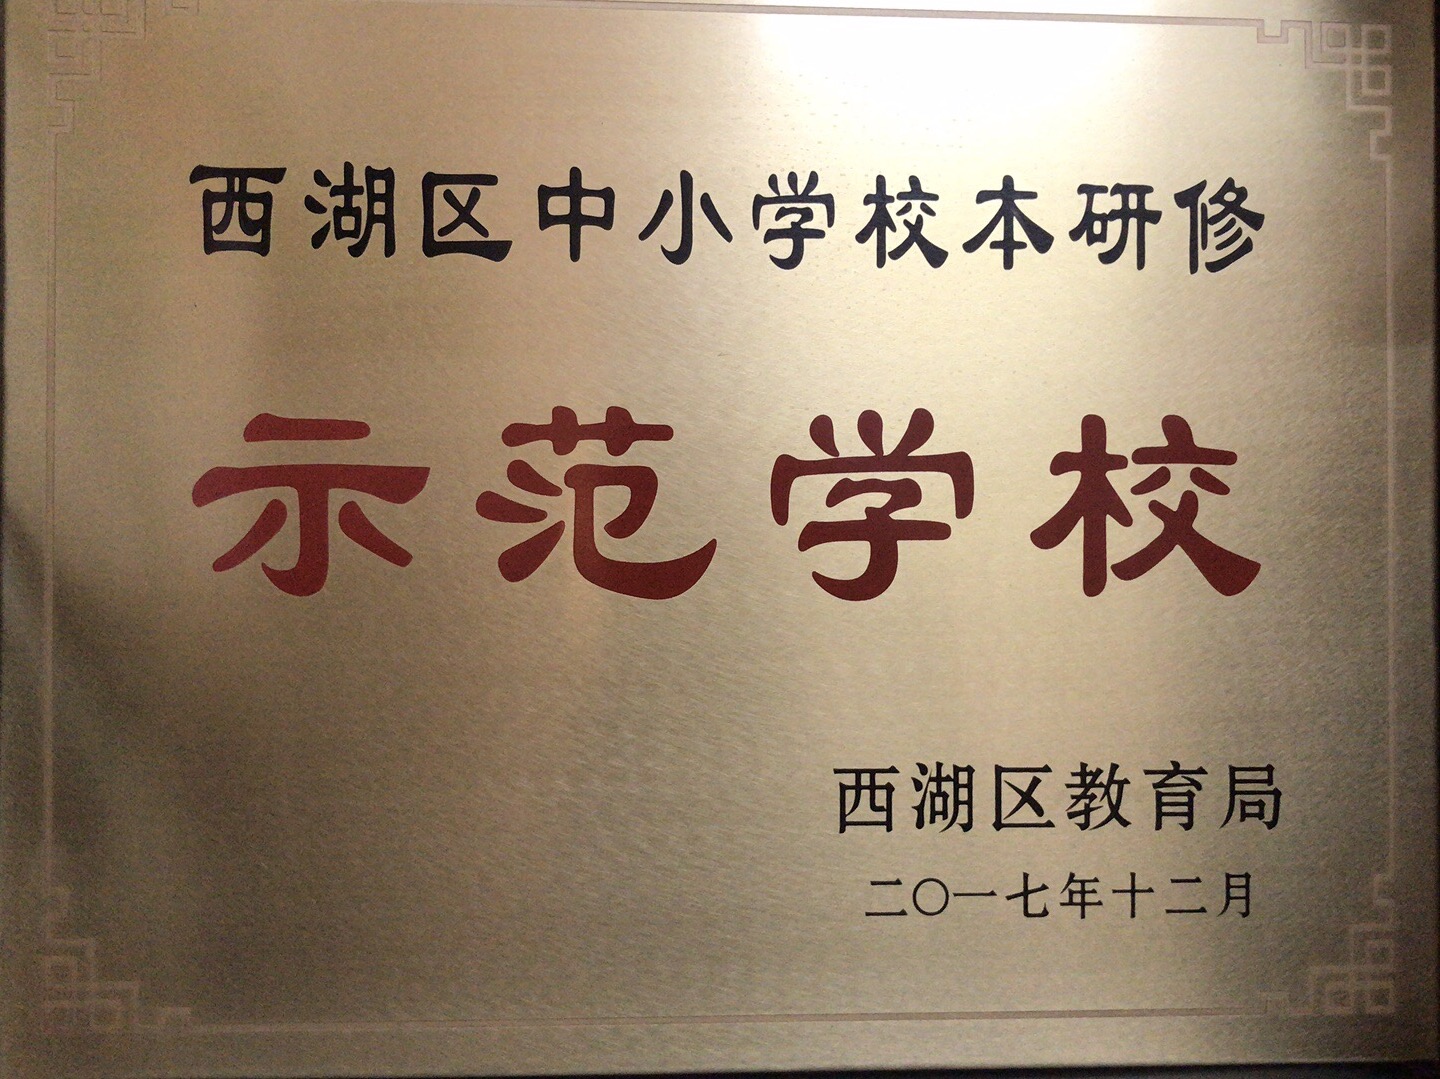 西湖区中小学校本研修
示范学校
西湖区教育局
二〇一七年十二月